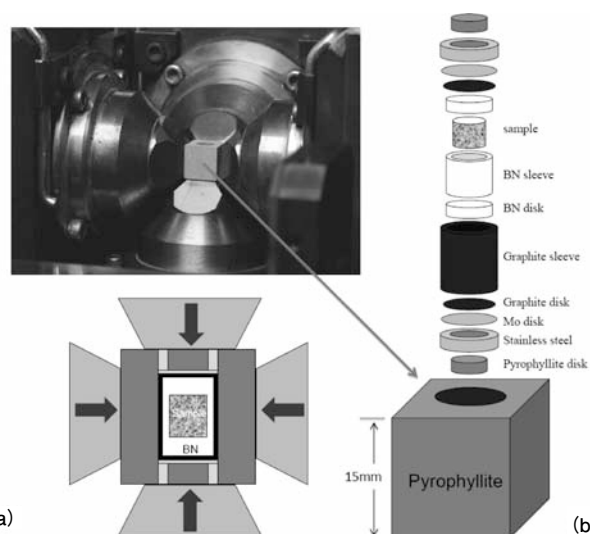 sample
BN sleeve
BN disk
Graphite sleeve
Graphite disk
Mo disk
Stainless steel
Pyrophyllite disk
BN
15mm
Pyrophyllite
a)
(b